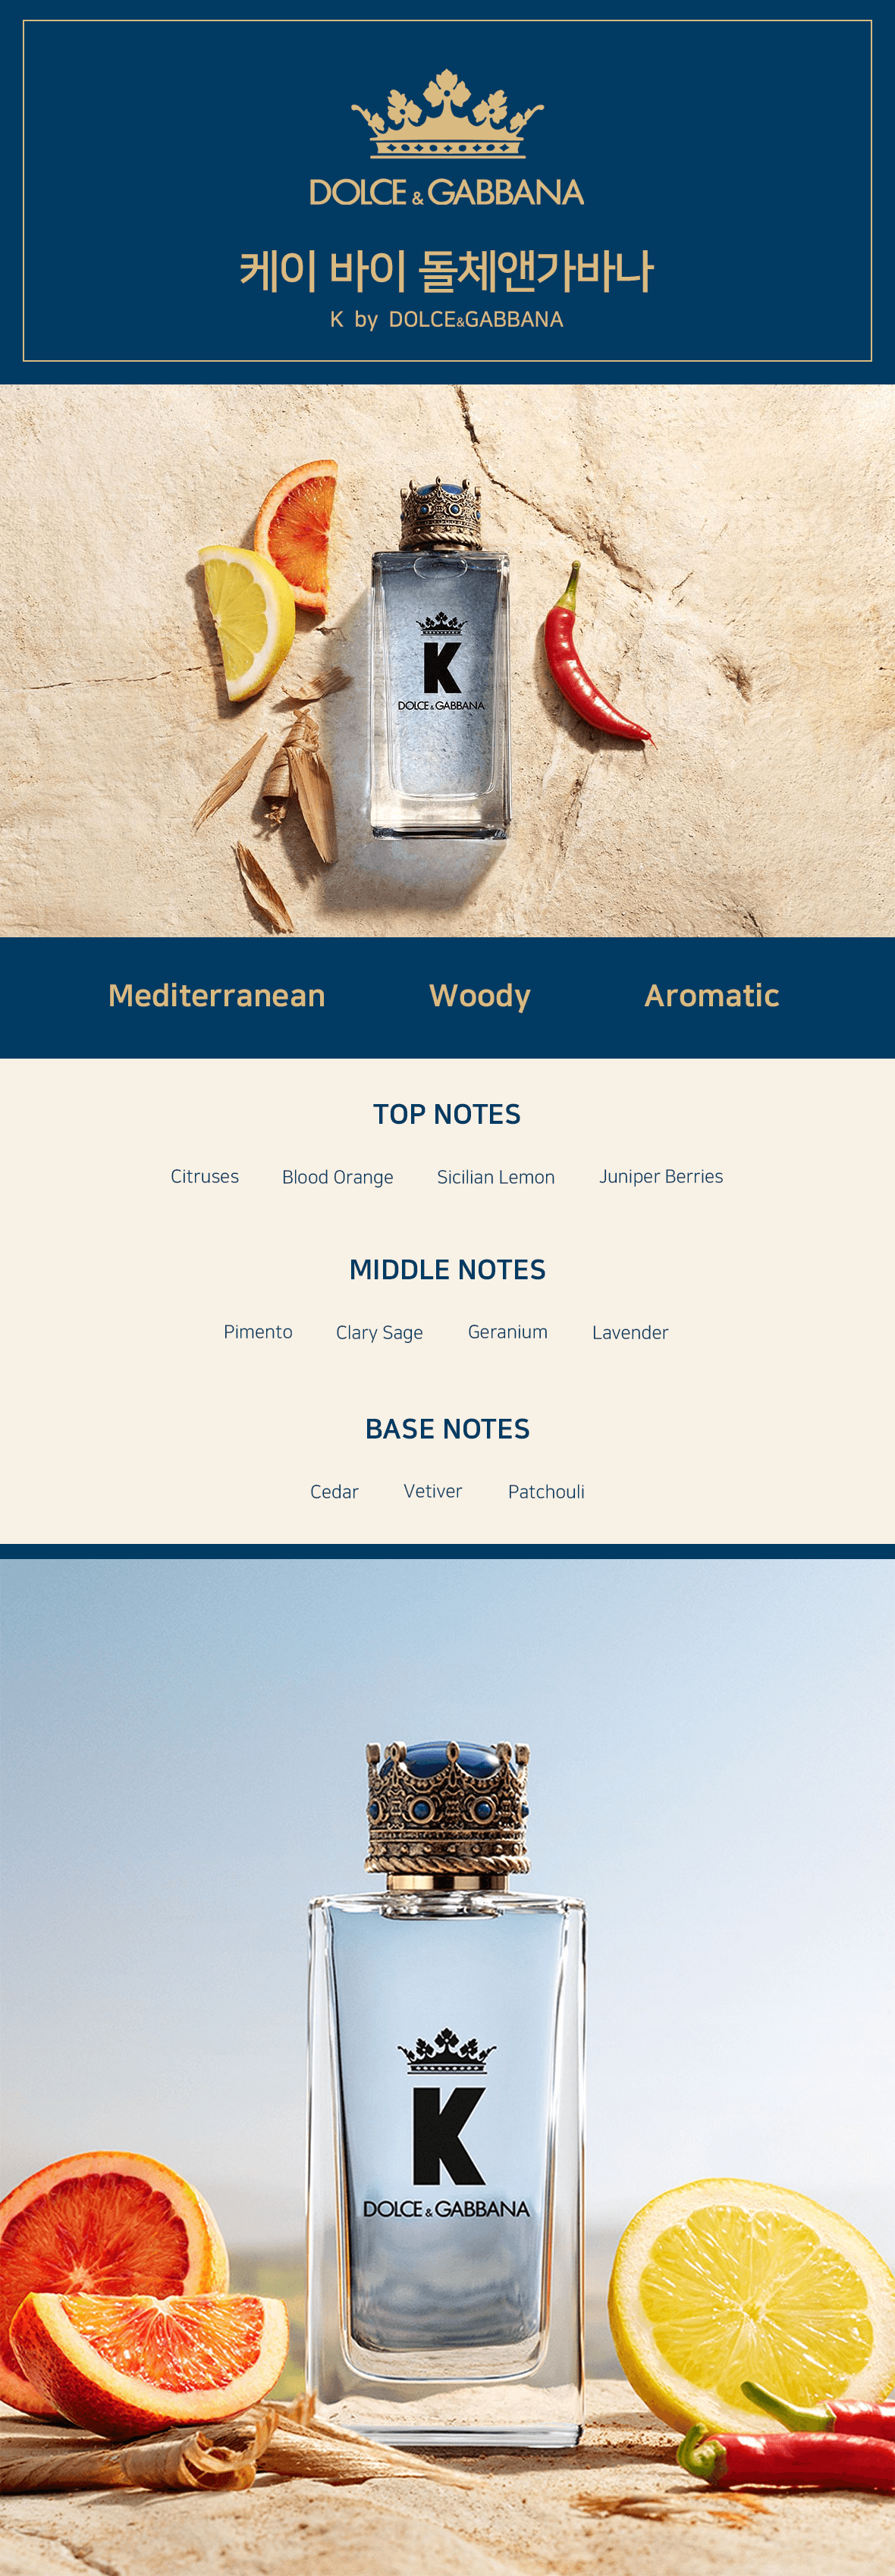 DOLCE & GABBANA
케이 바이 돌체앤가바나
K by DOLCE&GABBANA
K
DOLCE & GABBANA
Mediterranean Woody Aromatic
TOP NOTES
Citruses Blood Orange Sicilian Lemon Juniper Berries
MIDDLE NOTES
Pimento Clary Sage Geranium Lavender
BASE NOTES
Cedar Vetiver Patchouli
K
DOLCE & GABBANA